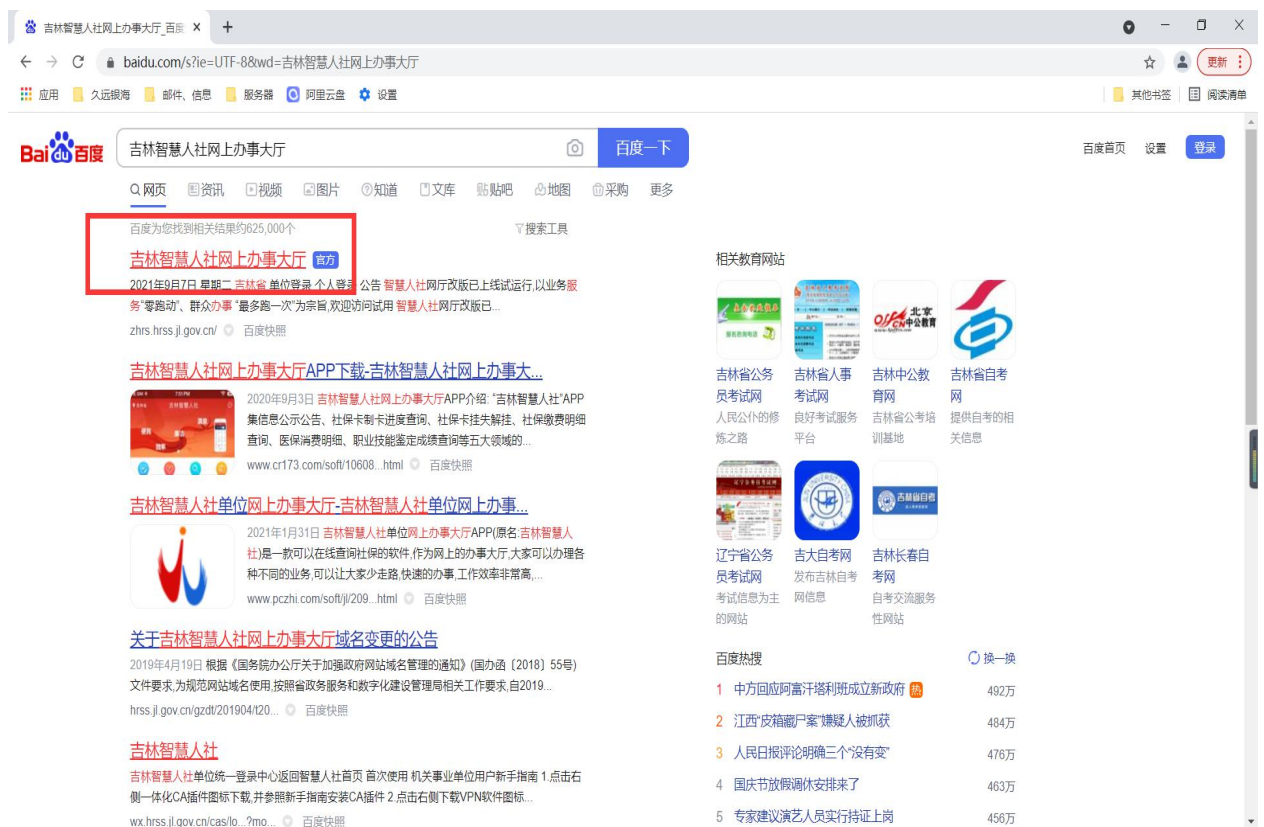 吉林智慧人社网上办事大厅_百度
baidu.com/s?ie=UTF-8&wd=吉林智慧人社网上办事大厅
更新
应用 久远银海 邮件、信息 服务器 阿里云盘 设置 其他书签 阅读清单
Bai du 百度 吉林智慧人社网上办事大厅 百度一下 百度首页 设置 登录
网页 资讯 视频 图片 知道 文库 贴吧 地图 采购 更多
百度为您找到相关结果约625,000个 搜索工具
吉林智慧人社网上办事大厅 官方
2021年9月7日 星期二 吉林省 单位登录 个人登录 公告 智慧人社网厅改版已上线试运行,以业务服
务“零跑动”、群众办事 “最多跑一次”为宗旨,欢迎访问试用 智慧人社网厅改版已...
zhrs.hrss.jl.gov.cn/ 百度快照
吉林智慧人社网上办事大厅APP下载-吉林智慧人社网上办事大...
2020年9月3日 吉林智慧人社网上办事大厅APP介绍: “吉林智慧人社”APP
集信息公示公告、社保卡制卡进度查询、社保卡挂失解挂、社保缴费明细
查询、医保消费明细、职业技能鉴定成绩查询等五大领域的...
www.cr173.com/soft/10608...html 百度快照
吉林智慧人社单位网上办事大厅-吉林智慧人社单位网上办事...
2021年1月31日 吉林智慧人社单位网上办事大厅APP(原名:吉林智慧人
社)是一款可以在线查询社保的软件,作为网上的办事大厅,大家可以办理各
种不同的业务,可以让大家少走路,快速的办事,工作效率非常高,...
www.pczhi.com/soft/jl/209...html 百度快照
关于吉林智慧人社网上办事大厅域名变更的公告
2019年4月19日 根据《国务院办公厅关于加强政府网站域名管理的通知》(国办函〔2018〕55号)
文件要求,为规范网站域名使用,按照省政务服务和数字化建设管理局相关工作要求,自2019...
hrss.jl.gov.cn/gzdt/201904/t20... 百度快照
吉林智慧人社
吉林智慧人社单位统一登录中心返回智慧人社首页 首次使用 机关事业单位用户新手指南 1.点击右
侧一体化CA插件图标下载,并参照新手指南安装CA插件 2.点击右侧下载VPN软件图标...
wx.hrss.jl.gov.cn/cas/lo...?mo... 百度快照
相关教育网站
北京
中公教育
吉林省公务 吉林省人事 吉林中公教 吉林省自考
员考试网 考试网 育网 网
人民公仆的修 良好考试服务 吉林省公考培 提供自考的相
炼之路 平台 训基地 关信息
吉林省自考
辽宁省公务 吉大自考网 吉林长春自
员考试网 发布吉林自考 考网
考试信息为主 网信息 自考交流服务
的网站 性网站
百度热搜 换一换
1 中方回应阿富汗塔利班成立新政府 热 492万
2 江西“皮箱藏尸案”嫌疑人被抓获 484万
3 人民日报评论明确三个“没有变” 476万
4 国庆节放假调休安排来了 463万
5 专家建议演艺人员实行持证上岗 456万